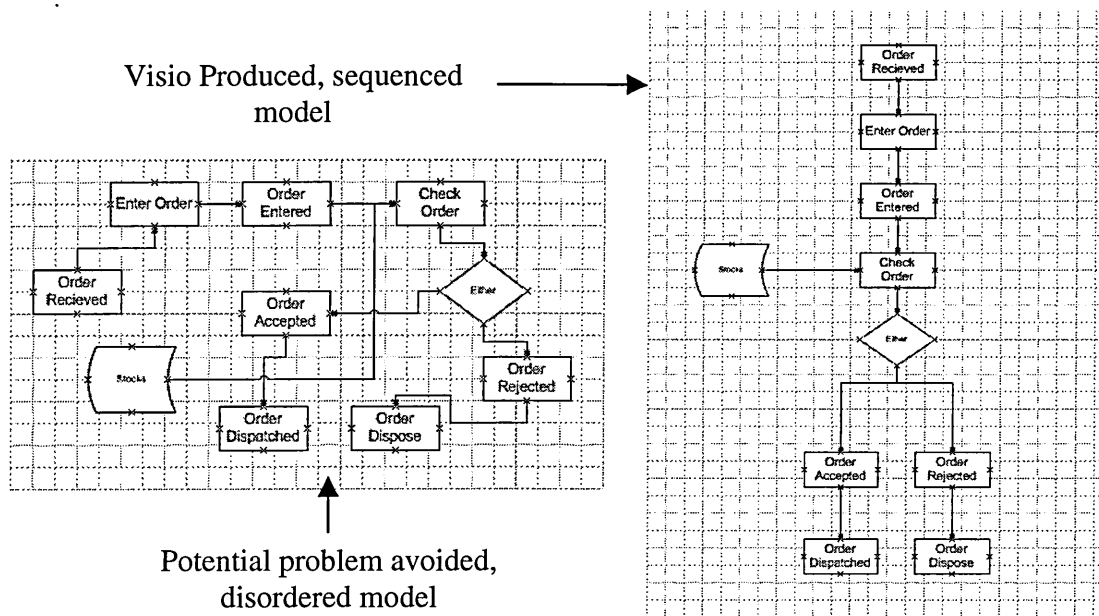 Visio Produced, sequenced
model
Enter Order
Order
Entered
Check
Order
Order
Recieved
Order
Accepted
Either
Stocks
Order
Rejected
Order
Dispatched
Order
Dispose
Potential problem avoided,
disordered model
Order
Recieved
Enter Order
Order
Entered
Stocks
Check
Order
Either
Order
Accepted
Order
Rejected
Order
Dispatched
Order
Dispose